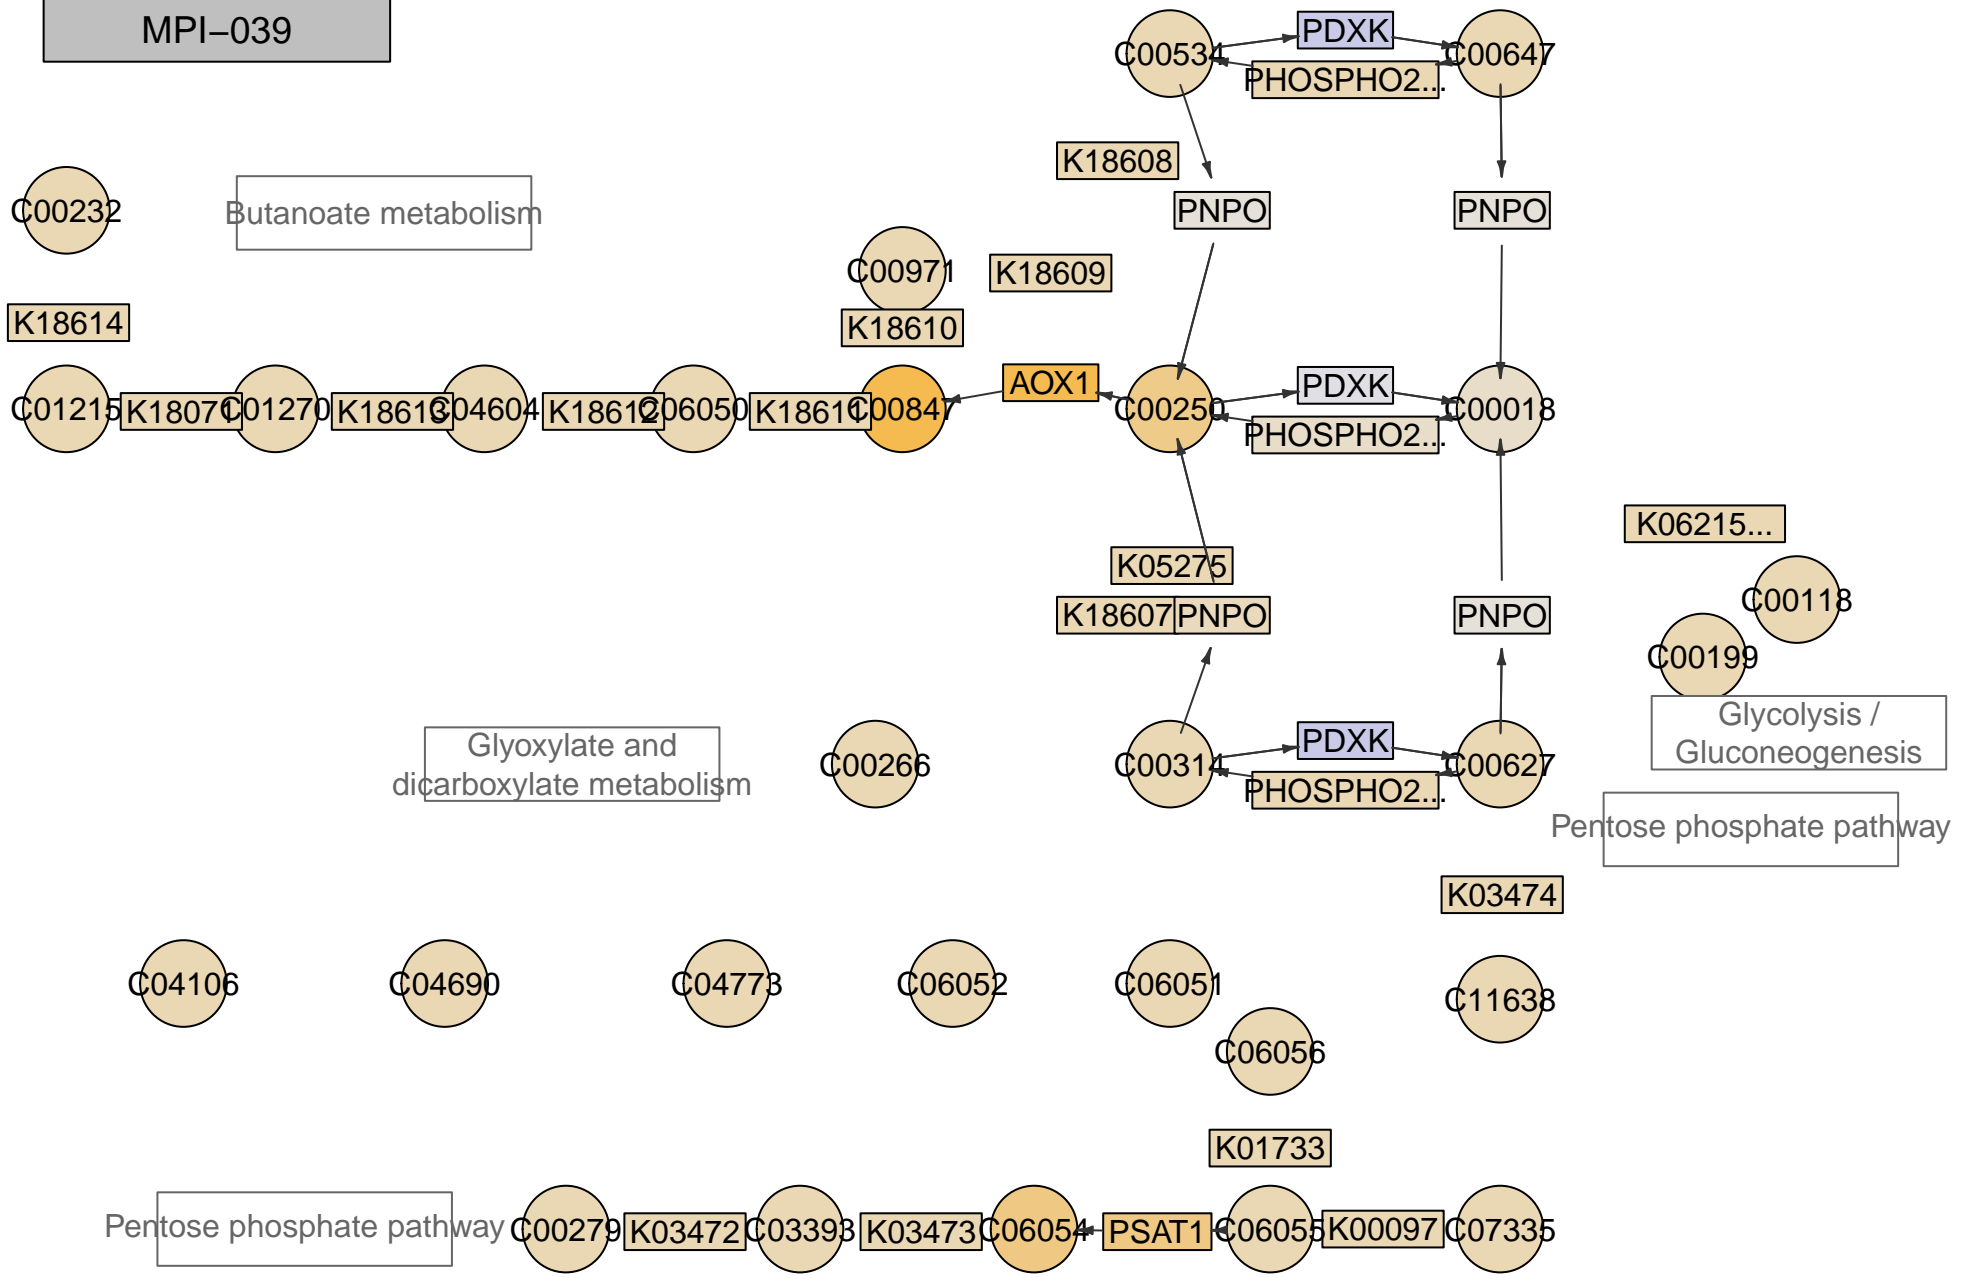 MPI−039
C00534
PDXK
C00647
PHOSPHO2...
K18608
C00232
Butanoate metabolism
PNPO
PNPO
C00971
K18609
K18614
K18610
C01215
K18071
C01270
K18613
C04604
K18612
C06050
K18611
C00847
AOX1
C00250
PDXK
PHOSPHO2...
C00018
K06215...
K05275
C00118
K18607
PNPO
PNPO
C00199
Glycolysis /
Gluconeogenesis
Glyoxylate and
dicarboxylate metabolism
C00266
C00314
PDXK
PHOSPHO2...
C00627
Pentose phosphate pathway
K03474
C04106
C04690
C04773
C06052
C06051
C11638
C06056
K01733
Pentose phosphate pathway
C00279
K03472
C03393
K03473
C06054
PSAT1
C06055
K00097
C07335